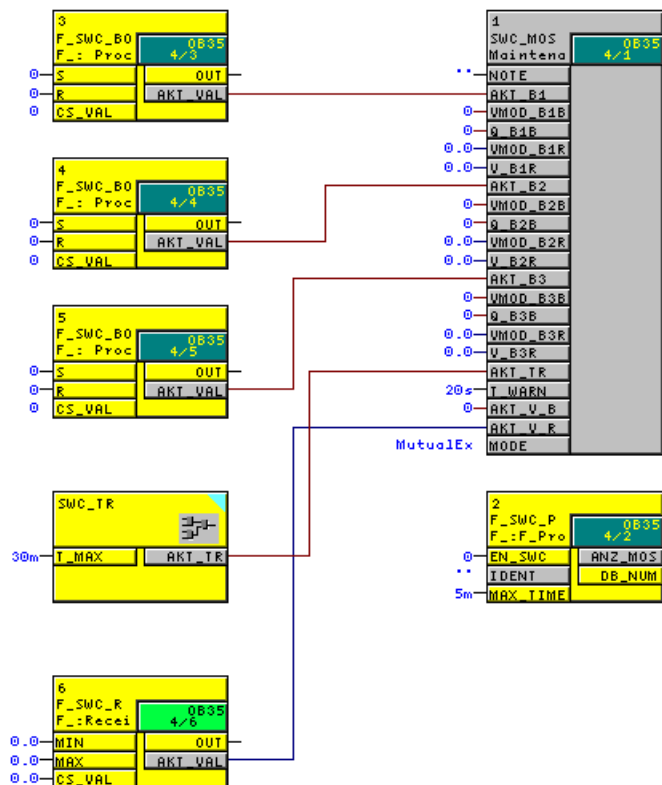 3
F_SWC_BO
F_: Proc
OB35
4/3
0
S
OUT
0
R
AKT_VAL
0
CS_VAL
4
F_SWC_BO
F_: Proc
OB35
4/4
0
S
OUT
0
R
AKT_VAL
0
CS_VAL
5
F_SWC_BO
F_: Proc
OB35
4/5
0
S
OUT
0
R
AKT_VAL
0
CS_VAL
SWC_TR
30m
T_MAX
AKT_TR
6
F_SWC_R
F_:Recei
OB35
4/6
0.0
MIN
OUT
0.0
MAX
AKT_VAL
0.0
CS_VAL
1
SWC_MOS
Maintena
OB35
4/1
''
NOTE
AKT_B1
0
VMOD_B1B
0
Q_B1B
0.0
VMOD_B1R
0.0
V_B1R
AKT_B2
0
VMOD_B2B
0
Q_B2B
0.0
VMOD_B2R
0.0
V_B2R
AKT_B3
0
VMOD_B3B
0
Q_B3B
0.0
VMOD_B3R
0.0
V_B3R
AKT_TR
20s
T_WARN
0
AKT_V_B
AKT_V_R
MutualEx
MODE
2
F_SWC_P
F_:F_Pro
OB35
4/2
0
EN_SWC
ANZ_MOS
''
IDENT
DB_NUM
5m
MAX_TIME